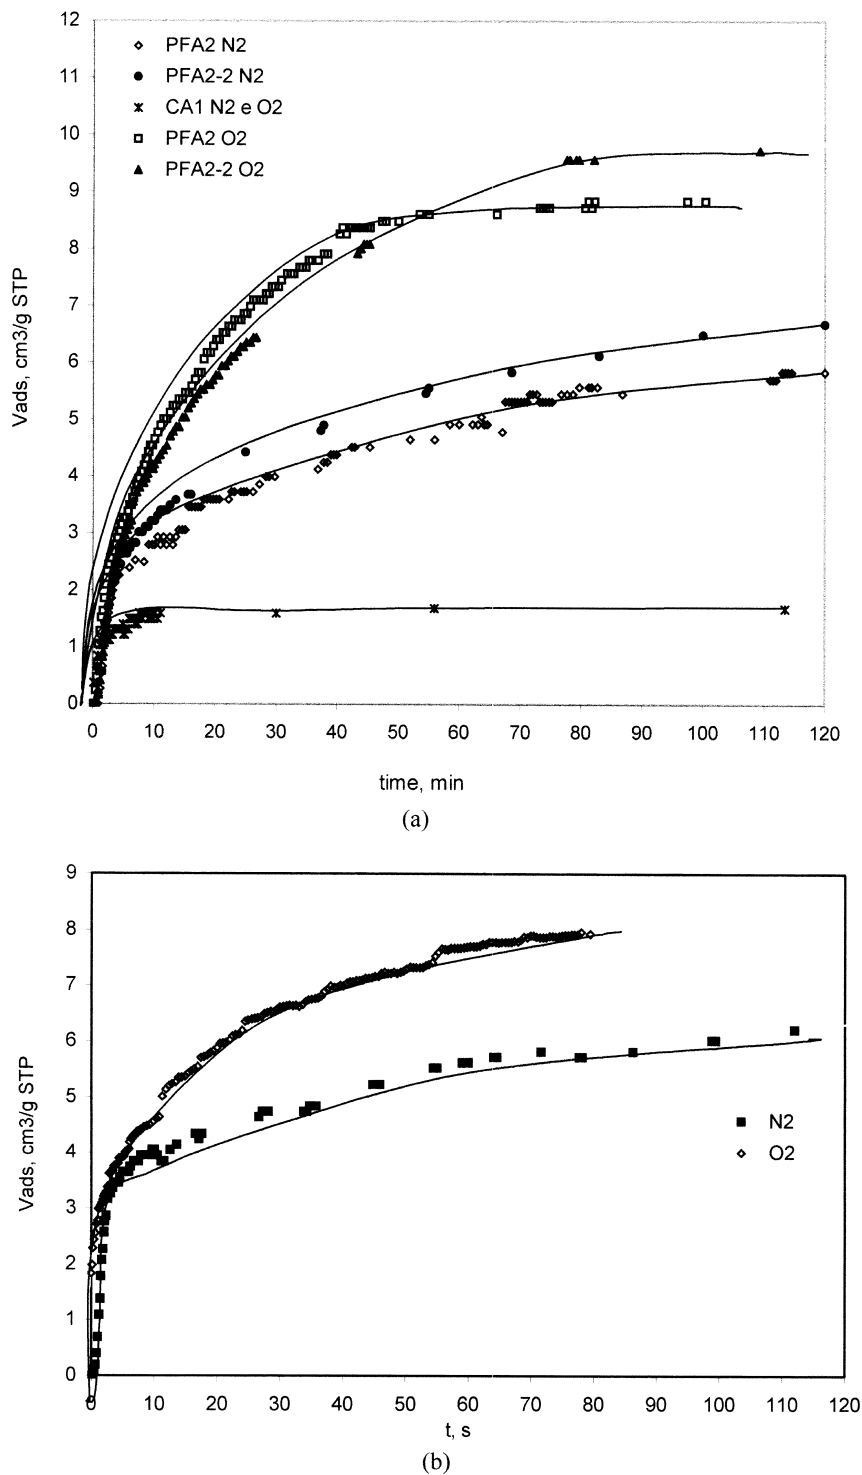 12
11
10
9
8
7
6
5
4
3
2
1
0
Vads, cm3/g STP
PFA2 N2
PFA2-2 N2
CA1 N2 e O2
PFA2 O2
PFA2-2 O2
0 10 20 30 40 50 60 70 80 90 100 110 120
time, min
(a)
9
8
7
6
5
4
3
2
1
0
Vads, cm3/g STP
N2
O2
0 10 20 30 40 50 60 70 80 90 100 110 120
t, s
(b)